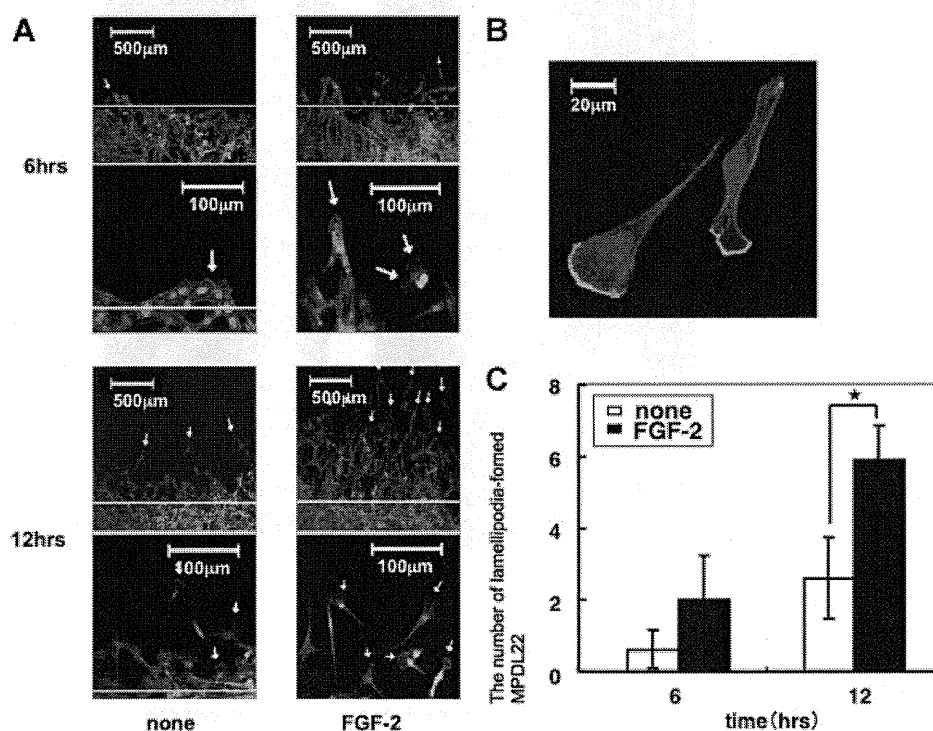 A
500μm
500μm
6hrs
100μm
100μm
500μm
500μm
12hrs
100μm
100μm
none
FGF-2
B
20μm
C
The number of lamellipodia-fomed
MPDL22
8
6
4
2
0
none
FGF-2
*
6
12
time(hrs)